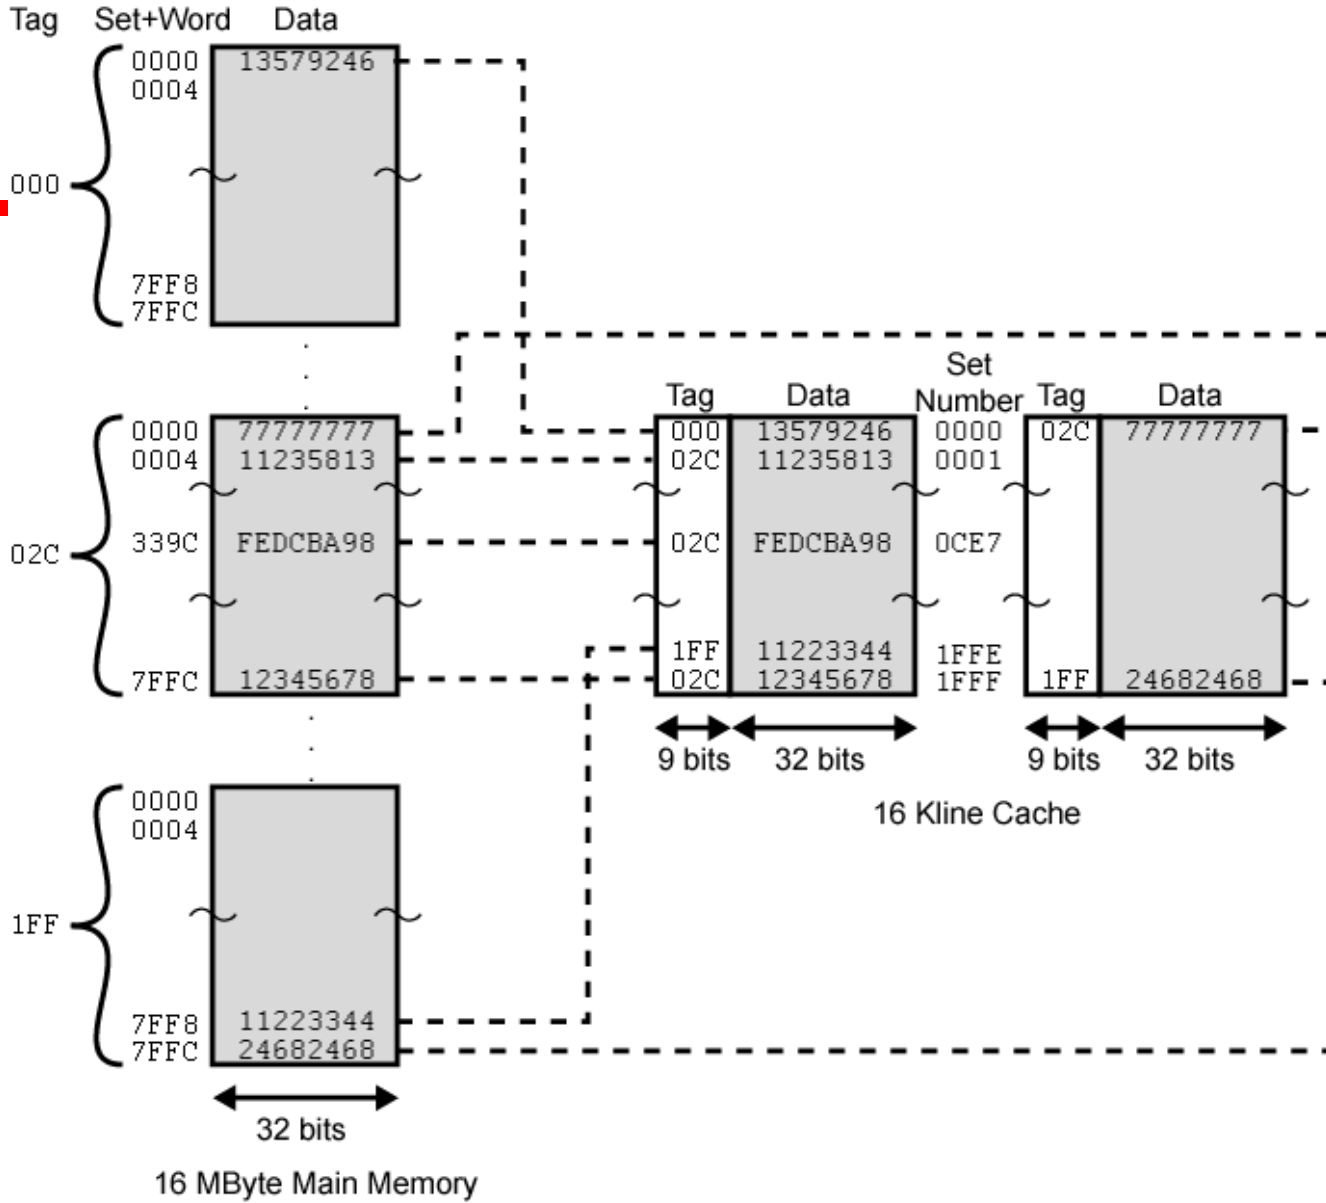 Tag Set+Word Data
0000 13579246
0004
000
7FF8
7FFC
Set
Tag Data Number Tag Data
0000 77777777 000 13579246 0000 02C 77777777
0004 11235813 02C 11235813 0001
02C 339C FEDCBA98 02C FEDCBA98 0CE7
1FF 11223344 1FFE
7FFC 12345678 02C 12345678 1FFF 1FF 24682468
9 bits 32 bits 9 bits 32 bits
16 Kline Cache
0000
0004
1FF
7FF8 11223344
7FFC 24682468
32 bits
16 MByte Main Memory